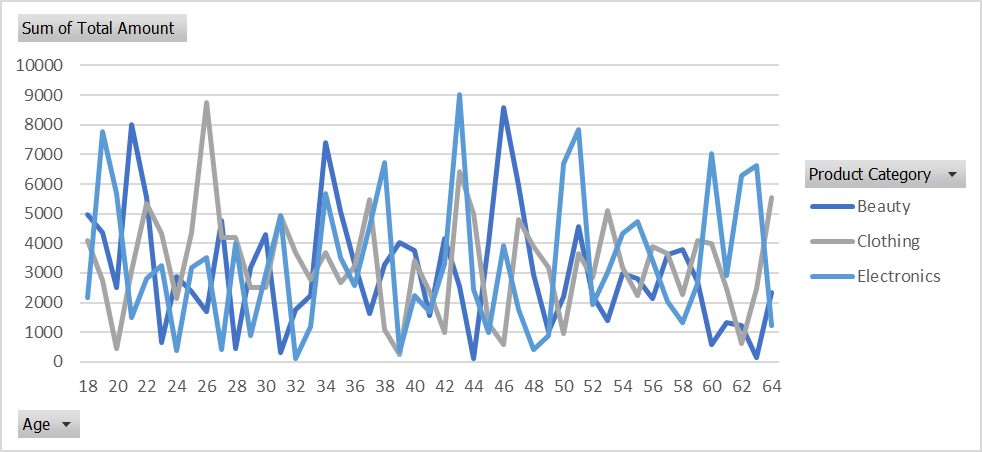 Sum of Total Amount
10000
9000
8000
7000
6000
5000
4000
3000
2000
1000
0
18 20 22 24 26 28 30 32 34 36 38 40 42 44 46 48 50 52 54 56 58 60 62 64
Product Category
Beauty
Clothing
Electronics
Age